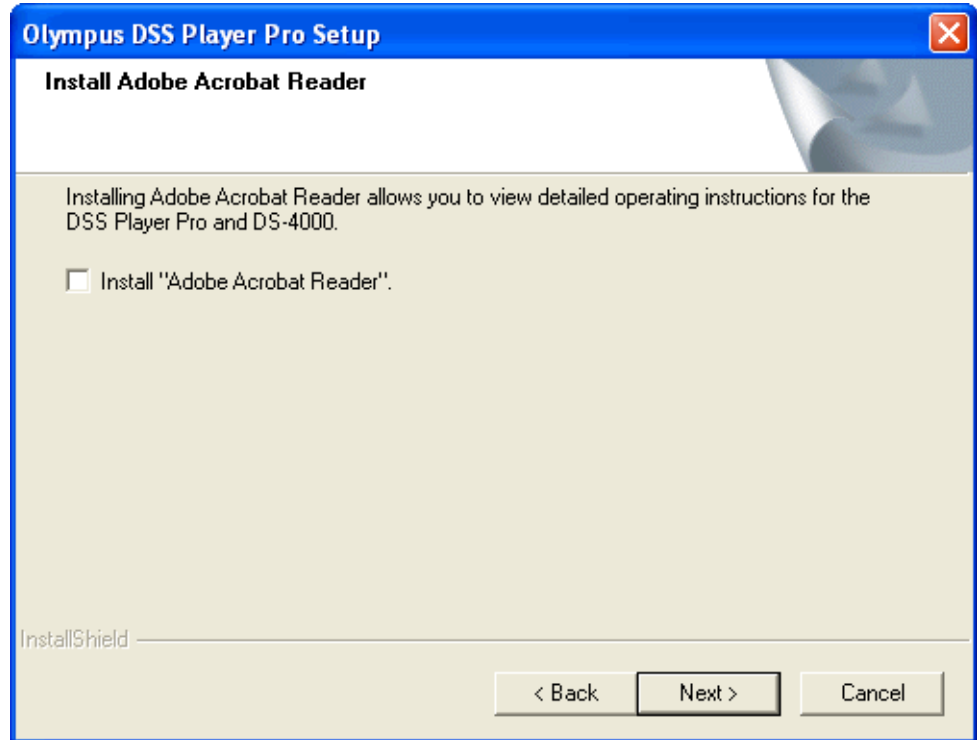 Olympus DSS Player Pro Setup
Install Adobe Acrobat Reader
Installing Adobe Acrobat Reader allows you to view detailed operating instructions for the
DSS Player Pro and DS-4000.
Install "Adobe Acrobat Reader".
InstallShield
< Back Next > Cancel